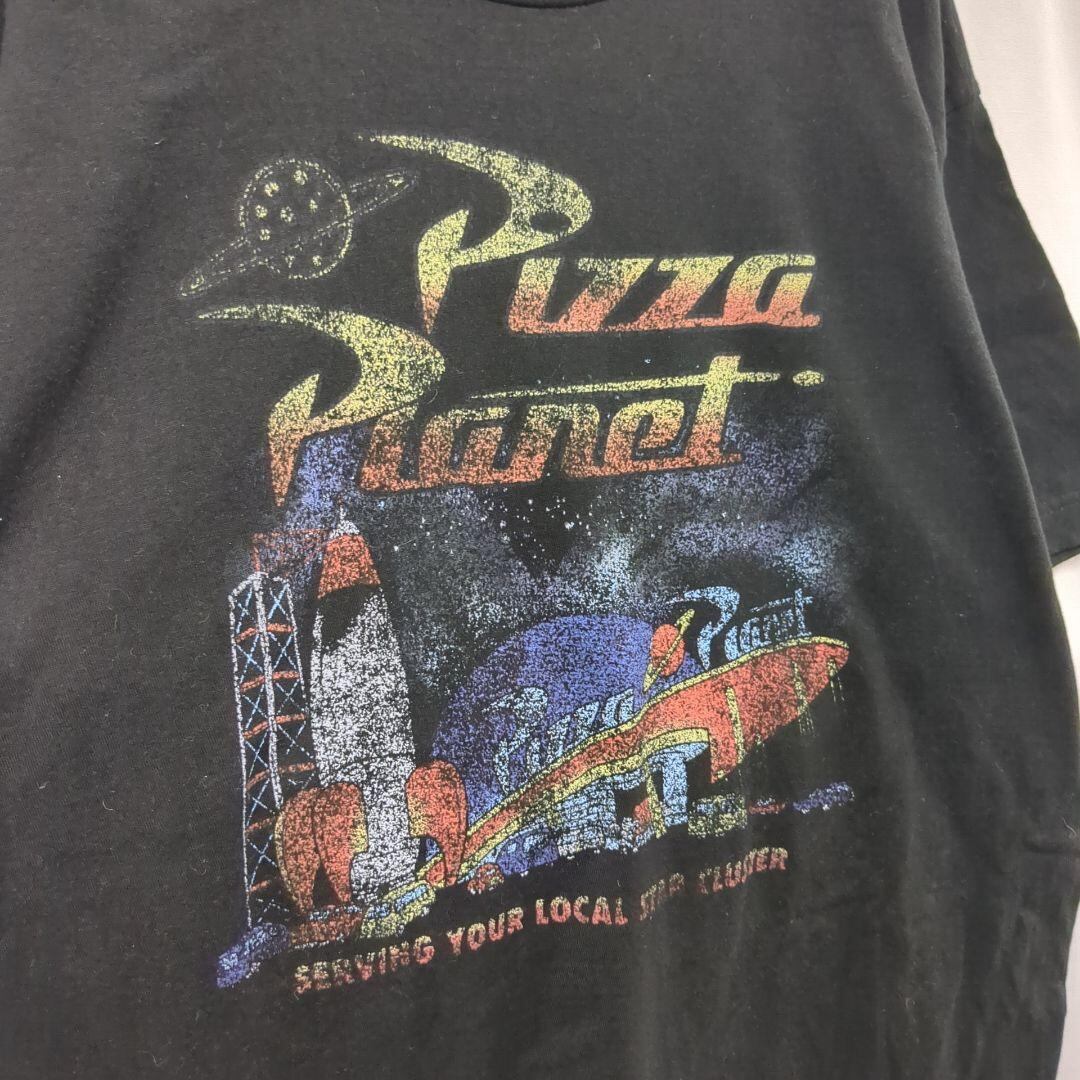 Pizza
Planet
Planet
Pizza
SERVING YOUR LOCAL STAR CLUSTER